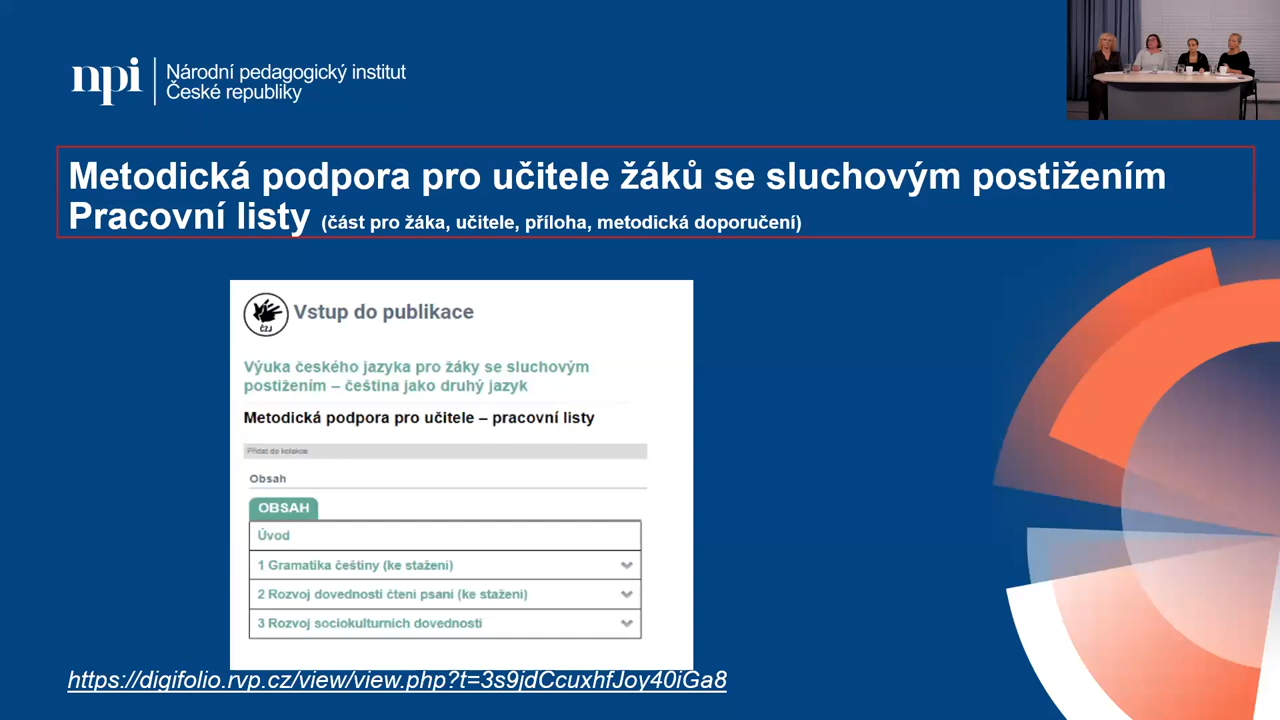 npi
Národní pedagogický institut
České republiky
Metodická podpora pro učitele žáků se sluchovým postižením
Pracovní listy (část pro žáka, učitele, příloha, metodická doporučení)
ČZJ
Vstup do publikace
Výuka českého jazyka pro žáky se sluchovým
postižením – čeština jako druhý jazyk
Metodická podpora pro učitele – pracovní listy
Přidat do kolekce
Obsah
OBSAH
Úvod
1 Gramatika češtiny (ke stažení)
2 Rozvoj dovedností čtení psaní (ke stažení)
3 Rozvoj sociokulturních dovedností
https://digifolio.rvp.cz/view/view.php?t=3s9jdCcuxhfJoy40iGa8